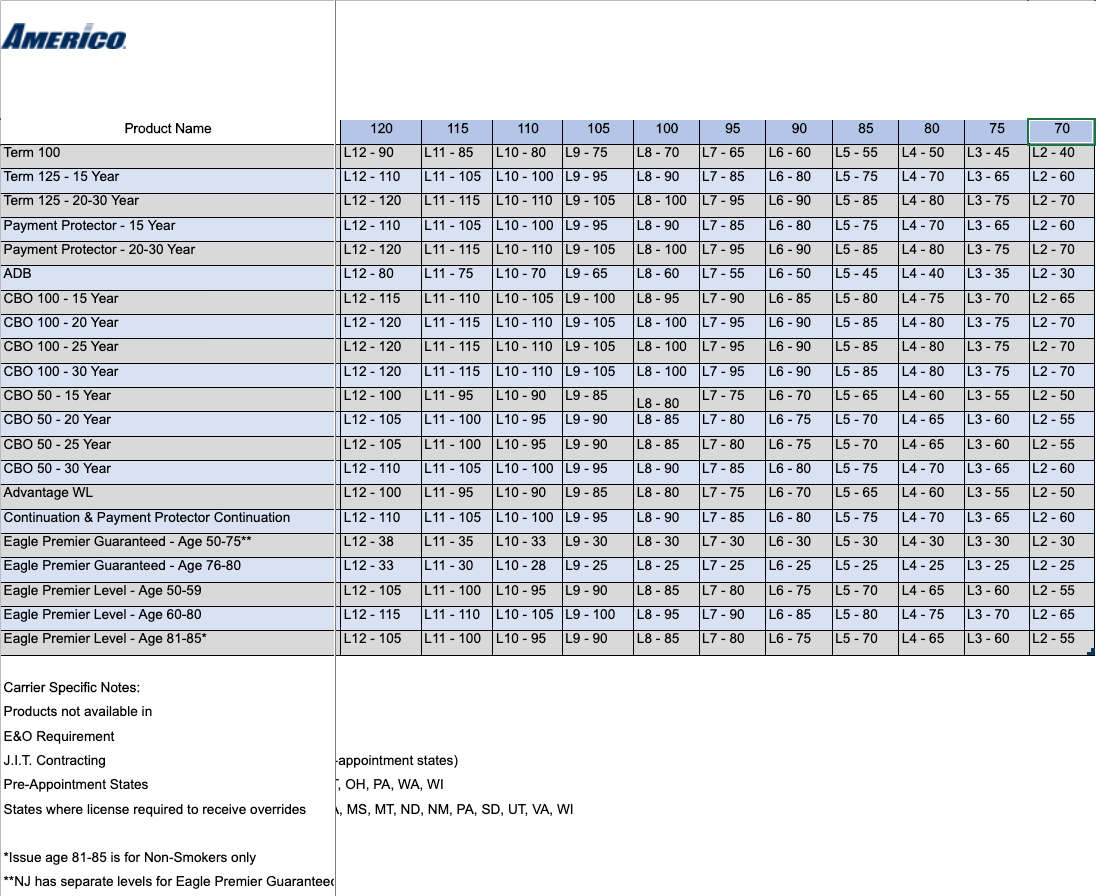 AMERICO
Product Name 120 115 110 105 100 95 90 85 80 75 70
Term 100 L12 - 90 L11 - 85 L10 - 80 L9 - 75 L8 - 70 L7 - 65 L6 - 60 L5 - 55 L4 - 50 L3 - 45 L2 - 40
Term 125 - 15 Year L12 - 110 L11 - 105 L10 - 100 L9 - 95 L8 - 90 L7 - 85 L6 - 80 L5 - 75 L4 - 70 L3 - 65 L2 - 60
Term 125 - 20-30 Year L12 - 120 L11 - 115 L10 - 110 L9 - 105 L8 - 100 L7 - 95 L6 - 90 L5 - 85 L4 - 80 L3 - 75 L2 - 70
Payment Protector - 15 Year L12 - 110 L11 - 105 L10 - 100 L9 - 95 L8 - 90 L7 - 85 L6 - 80 L5 - 75 L4 - 70 L3 - 65 L2 - 60
Payment Protector - 20-30 Year L12 - 120 L11 - 115 L10 - 110 L9 - 105 L8 - 100 L7 - 95 L6 - 90 L5 - 85 L4 - 80 L3 - 75 L2 - 70
ADB L12 - 80 L11 - 75 L10 - 70 L9 - 65 L8 - 60 L7 - 55 L6 - 50 L5 - 45 L4 - 40 L3 - 35 L2 - 30
CBO 100 - 15 Year L12 - 115 L11 - 110 L10 - 105 L9 - 100 L8 - 95 L7 - 90 L6 - 85 L5 - 80 L4 - 75 L3 - 70 L2 - 65
CBO 100 - 20 Year L12 - 120 L11 - 115 L10 - 110 L9 - 105 L8 - 100 L7 - 95 L6 - 90 L5 - 85 L4 - 80 L3 - 75 L2 - 70
CBO 100 - 25 Year L12 - 120 L11 - 115 L10 - 110 L9 - 105 L8 - 100 L7 - 95 L6 - 90 L5 - 85 L4 - 80 L3 - 75 L2 - 70
CBO 100 - 30 Year L12 - 120 L11 - 115 L10 - 110 L9 - 105 L8 - 100 L7 - 95 L6 - 90 L5 - 85 L4 - 80 L3 - 75 L2 - 70
CBO 50 - 15 Year L12 - 100 L11 - 95 L10 - 90 L9 - 85 L8 - 80 L7 - 75 L6 - 70 L5 - 65 L4 - 60 L3 - 55 L2 - 50
CBO 50 - 20 Year L12 - 105 L11 - 100 L10 - 95 L9 - 90 L8 - 85 L7 - 80 L6 - 75 L5 - 70 L4 - 65 L3 - 60 L2 - 55
CBO 50 - 25 Year L12 - 105 L11 - 100 L10 - 95 L9 - 90 L8 - 85 L7 - 80 L6 - 75 L5 - 70 L4 - 65 L3 - 60 L2 - 55
CBO 50 - 30 Year L12 - 110 L11 - 105 L10 - 100 L9 - 95 L8 - 90 L7 - 85 L6 - 80 L5 - 75 L4 - 70 L3 - 65 L2 - 60
Advantage WL L12 - 100 L11 - 95 L10 - 90 L9 - 85 L8 - 80 L7 - 75 L6 - 70 L5 - 65 L4 - 60 L3 - 55 L2 - 50
Continuation & Payment Protector Continuation L12 - 110 L11 - 105 L10 - 100 L9 - 95 L8 - 90 L7 - 85 L6 - 80 L5 - 75 L4 - 70 L3 - 65 L2 - 60
Eagle Premier Guaranteed - Age 50-75** L12 - 38 L11 - 35 L10 - 33 L9 - 30 L8 - 30 L7 - 30 L6 - 30 L5 - 30 L4 - 30 L3 - 30 L2 - 30
Eagle Premier Guaranteed - Age 76-80 L12 - 33 L11 - 30 L10 - 28 L9 - 25 L8 - 25 L7 - 25 L6 - 25 L5 - 25 L4 - 25 L3 - 25 L2 - 25
Eagle Premier Level - Age 50-59 L12 - 105 L11 - 100 L10 - 95 L9 - 90 L8 - 85 L7 - 80 L6 - 75 L5 - 70 L4 - 65 L3 - 60 L2 - 55
Eagle Premier Level - Age 60-80 L12 - 115 L11 - 110 L10 - 105 L9 - 100 L8 - 95 L7 - 90 L6 - 85 L5 - 80 L4 - 75 L3 - 70 L2 - 65
Eagle Premier Level - Age 81-85* L12 - 105 L11 - 100 L10 - 95 L9 - 90 L8 - 85 L7 - 80 L6 - 75 L5 - 70 L4 - 65 L3 - 60 L2 - 55
Carrier Specific Notes:
Products not available in
E&O Requirement
J.I.T. Contracting -appointment states)
Pre-Appointment States , OH, PA, WA, WI
States where license required to receive overrides , MS, MT, ND, NM, PA, SD, UT, VA, WI
*Issue age 81-85 is for Non-Smokers only
**NJ has separate levels for Eagle Premier Guaranteed